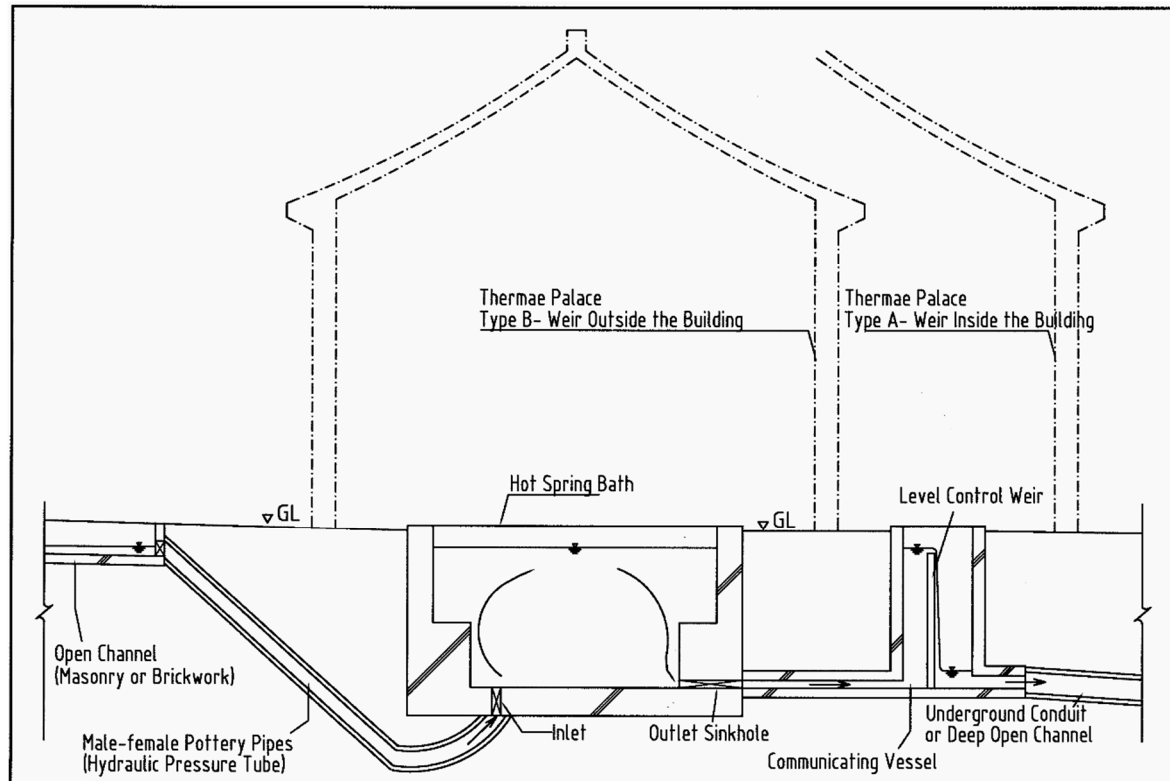 Thermae Palace
Type B- Weir Outside the Building
Thermae Palace
Type A- Weir Inside the Building
Hot Spring Bath
Level Control Weir
GL
GL
Open Channel
(Masonry or Brickwork)
Male-female Pottery Pipes
(Hydraulic Pressure Tube)
Inlet
Outlet Sinkhole
Underground Conduit
or Deep Open Channel
Communicating Vessel